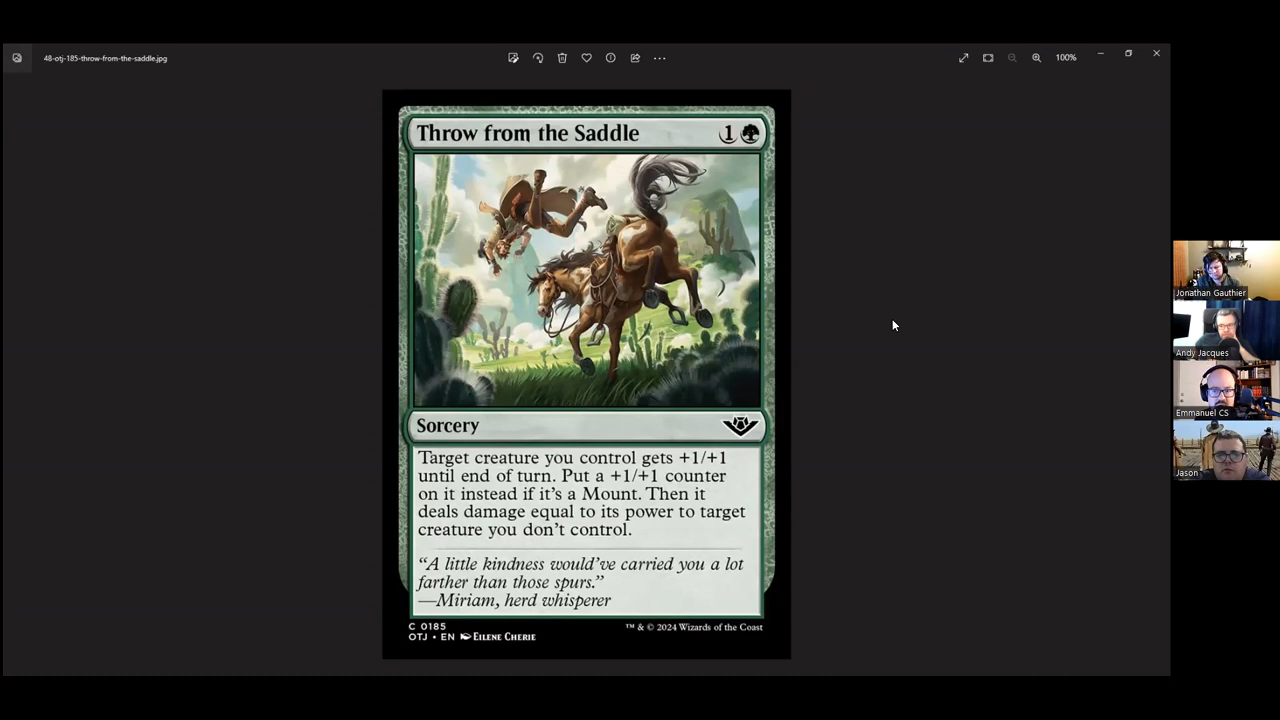 48-otj-185-throw-from-the-saddle.jpg
100%
Throw from the Saddle
1
Sorcery
Target creature you control gets +1/+1
until end of turn. Put a +1/+1 counter
on it instead if it's a Mount. Then it
deals damage equal to its power to target
creature you don't control.
“A little kindness would've carried you a lot
farther than those spurs.”
—Miriam, herd whisperer
C 0185
OTJ • EN Eilene Cherie
™ & © 2024 Wizards of the Coast
Jonathan Gauthier
Andy Jacques
Emmanuel CS
Jason